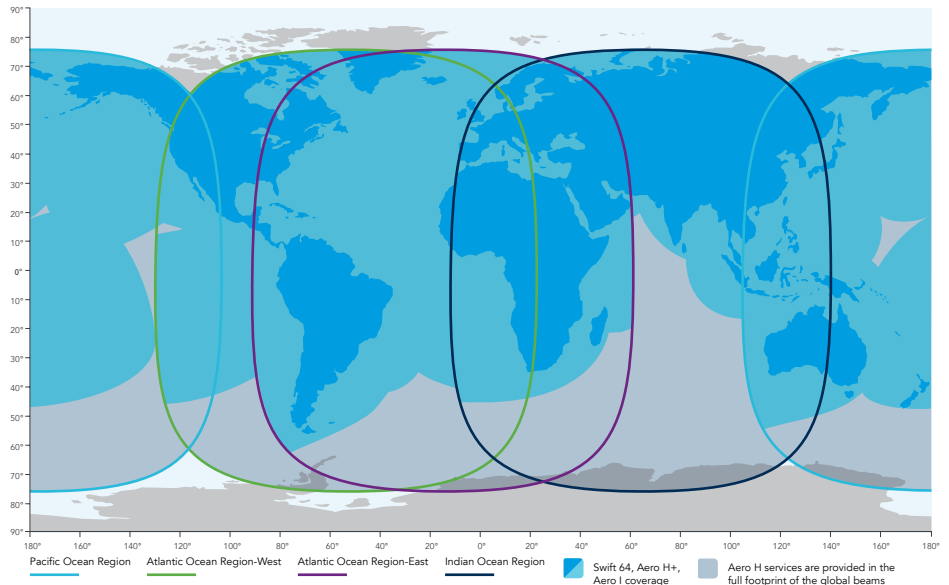 90°
80°
70°
60°
50°
40°
30°
20°
10°
0°
10°
20°
30°
40°
50°
60°
70°
80°
90°
180° 160° 140° 120° 100° 80° 60° 40° 20° 0° 20° 40° 60° 80° 100° 120° 140° 160° 180°
Pacific Ocean Region
Atlantic Ocean Region-West
Atlantic Ocean Region-East
Indian Ocean Region
Swift 64, Aero H+,
Aero I coverage
Aero H services are provided in the
full footprint of the global beams